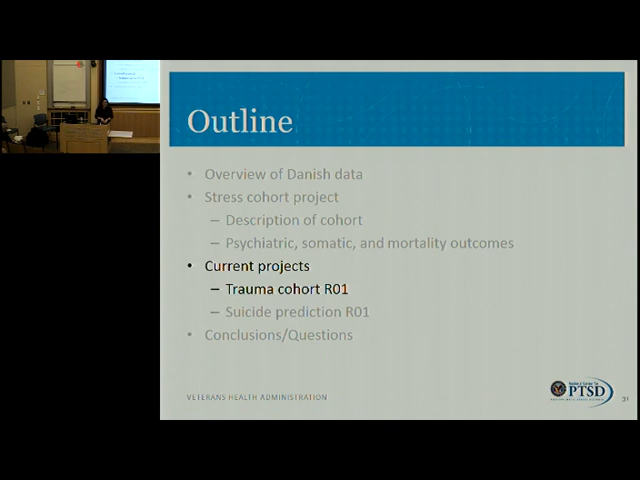 Outline
• Overview of Danish data
• Stress cohort project
– Description of cohort
– Psychiatric, somatic, and mortality outcomes
• Current projects
– Trauma cohort R01
– Suicide prediction R01
• Conclusions/Questions
VETERANS HEALTH ADMINISTRATION
PTSD
31